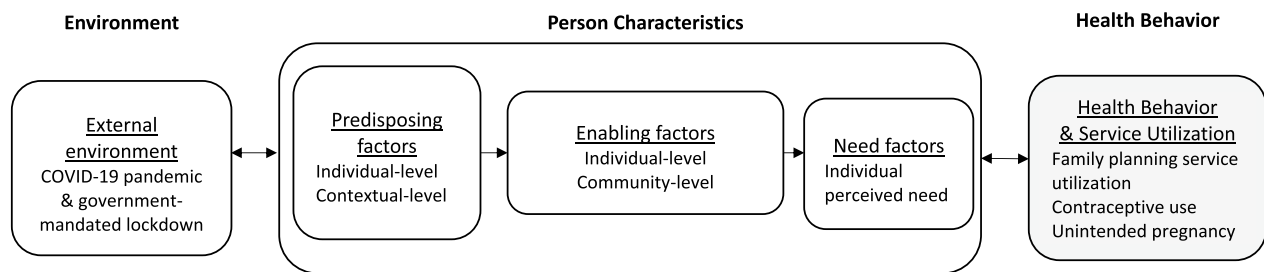 Environment
Person Characteristics
Health Behavior
External
environment
COVID-19 pandemic
& government-
mandated lockdown
Predisposing
factors
Individual-level
Contextual-level
Enabling factors
Individual-level
Community-level
Need factors
Individual
perceived need
Health Behavior
& Service Utilization
Family planning service
utilization
Contraceptive use
Unintended pregnancy